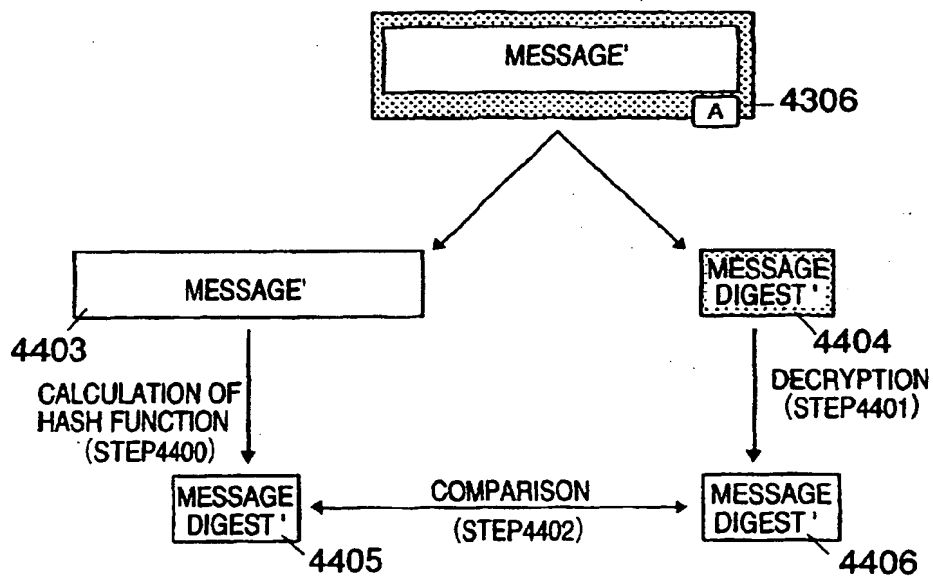 MESSAGE'
A
4306
MESSAGE'
MESSAGE
DIGEST'
4403
4404
CALCULATION OF
HASH FUNCTION
(STEP4400)
DECRYPTION
(STEP4401)
MESSAGE
DIGEST'
COMPARISON
(STEP4402)
MESSAGE
DIGEST'
4405
4406